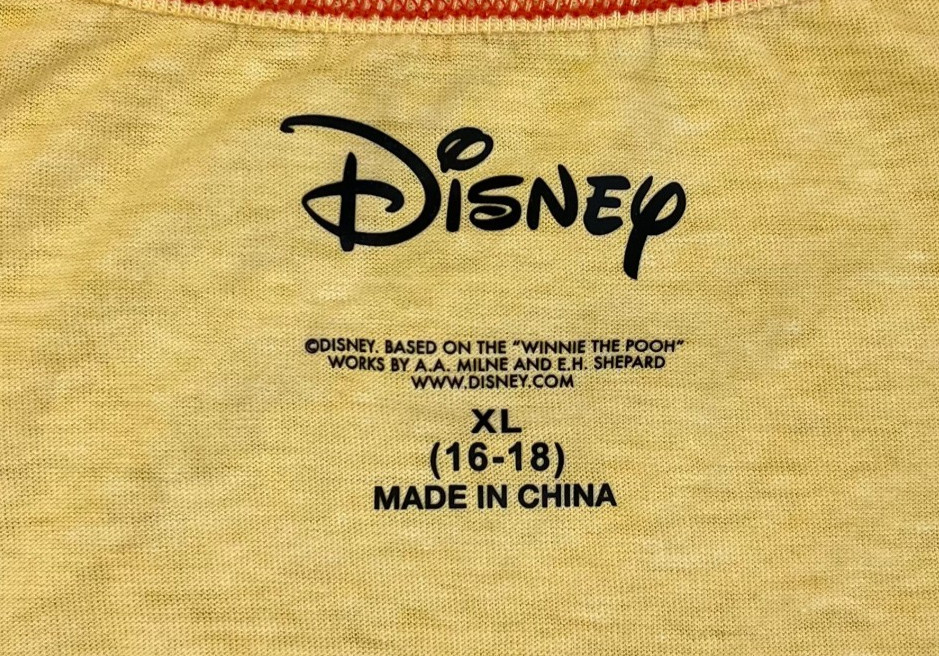 Disney
©DISNEY. BASED ON THE "WINNIE THE POOH"
WORKS BY A.A. MILNE AND E.H. SHEPARD
WWW.DISNEY.COM
XL
(16-18)
MADE IN CHINA